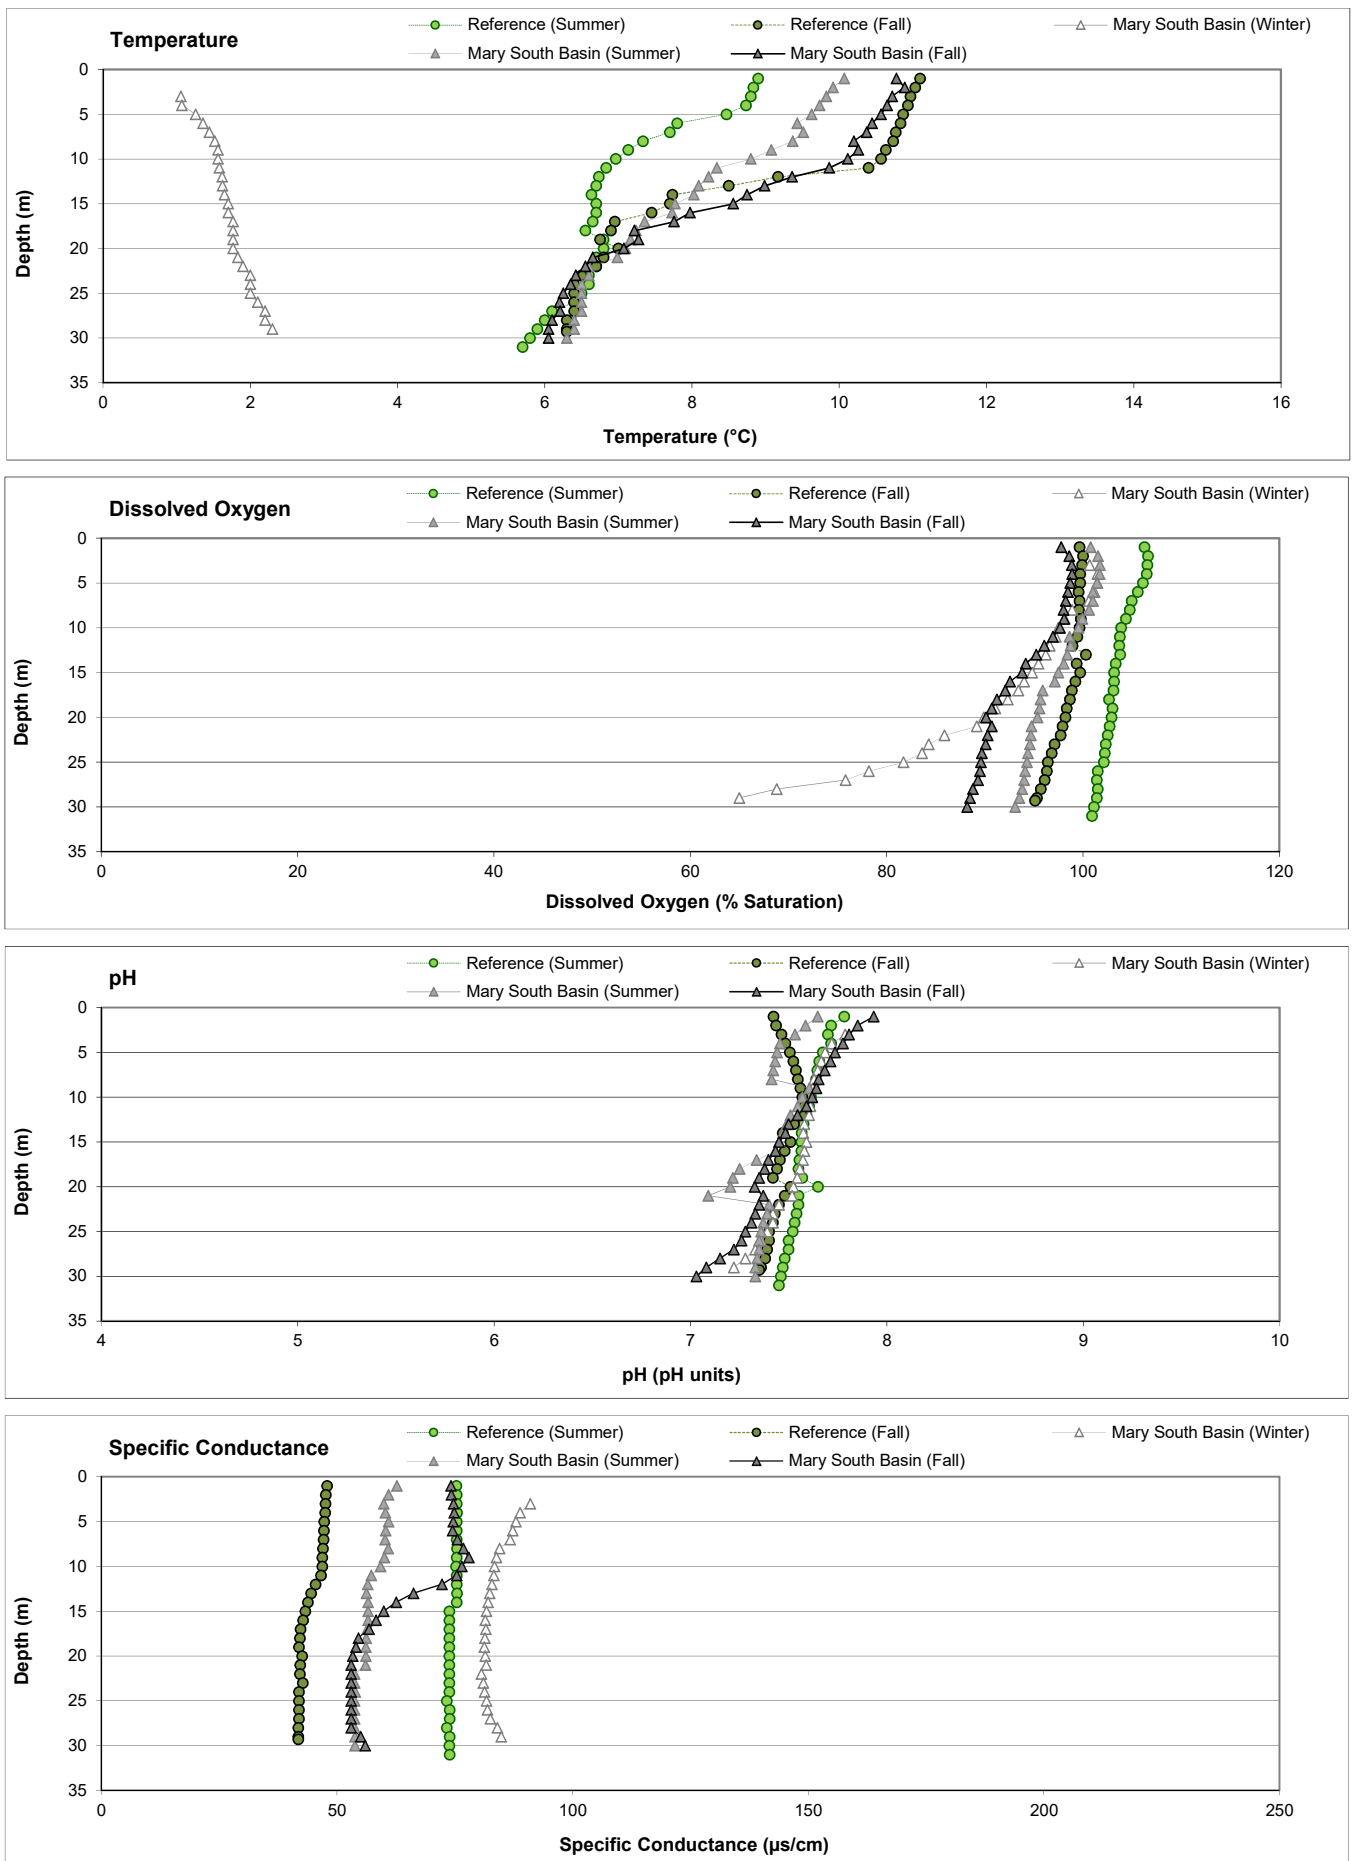 Temperature
Reference (Summer) Reference (Fall) Mary South Basin (Winter)
Mary South Basin (Summer) Mary South Basin (Fall)
Depth (m)
0
5
10
15
20
25
30
35
0 2 4 6 8 10 12 14 16
Temperature (°C)
Dissolved Oxygen
Reference (Summer) Reference (Fall) Mary South Basin (Winter)
Mary South Basin (Summer) Mary South Basin (Fall)
Depth (m)
0
5
10
15
20
25
30
35
0 20 40 60 80 100 120
Dissolved Oxygen (% Saturation)
pH
Reference (Summer) Reference (Fall) Mary South Basin (Winter)
Mary South Basin (Summer) Mary South Basin (Fall)
Depth (m)
0
5
10
15
20
25
30
35
4 5 6 7 8 9 10
pH (pH units)
Specific Conductance
Reference (Summer) Reference (Fall) Mary South Basin (Winter)
Mary South Basin (Summer) Mary South Basin (Fall)
Depth (m)
0
5
10
15
20
25
30
35
0 50 100 150 200 250
Specific Conductance (µs/cm)